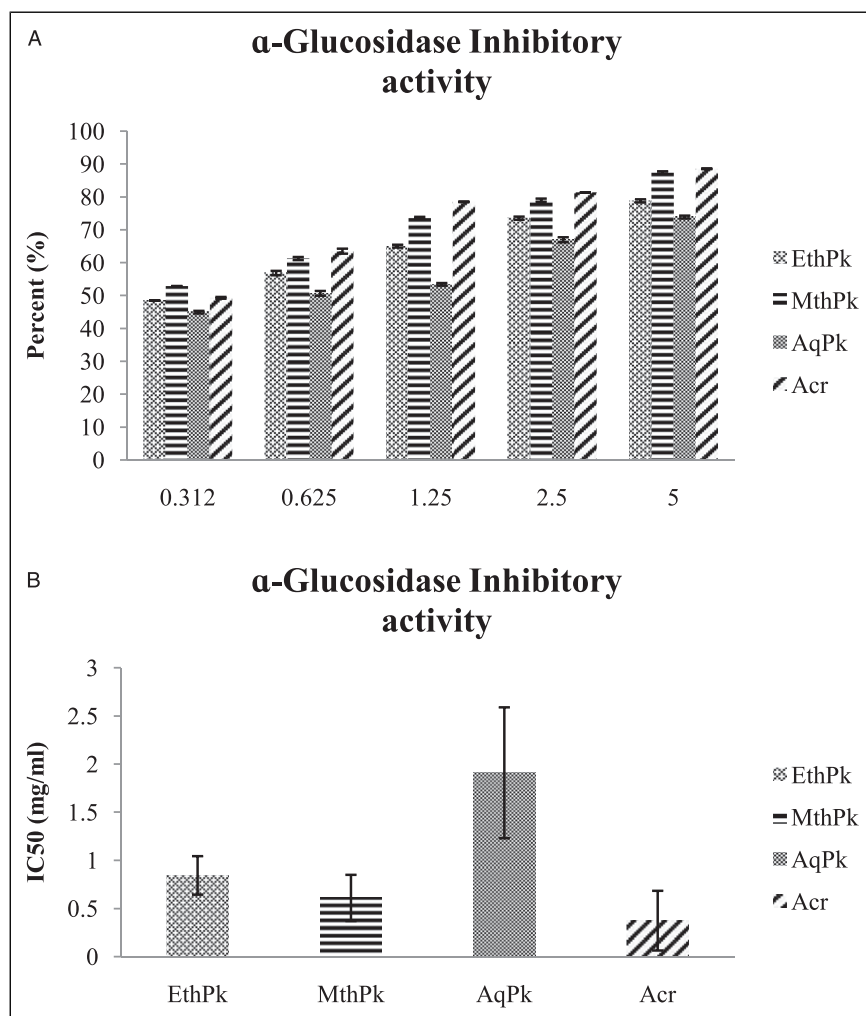 A
α-Glucosidase Inhibitory
activity
Percent (%)
100
90
80
70
60
50
40
30
20
10
0
0.312 0.625 1.25 2.5 5
EthPk
MthPk
AqPk
Acr
B
α-Glucosidase Inhibitory
activity
IC50 (mg/ml)
3
2.5
2
1.5
1
0.5
0
EthPk MthPk AqPk Acr
EthPk
MthPk
AqPk
Acr